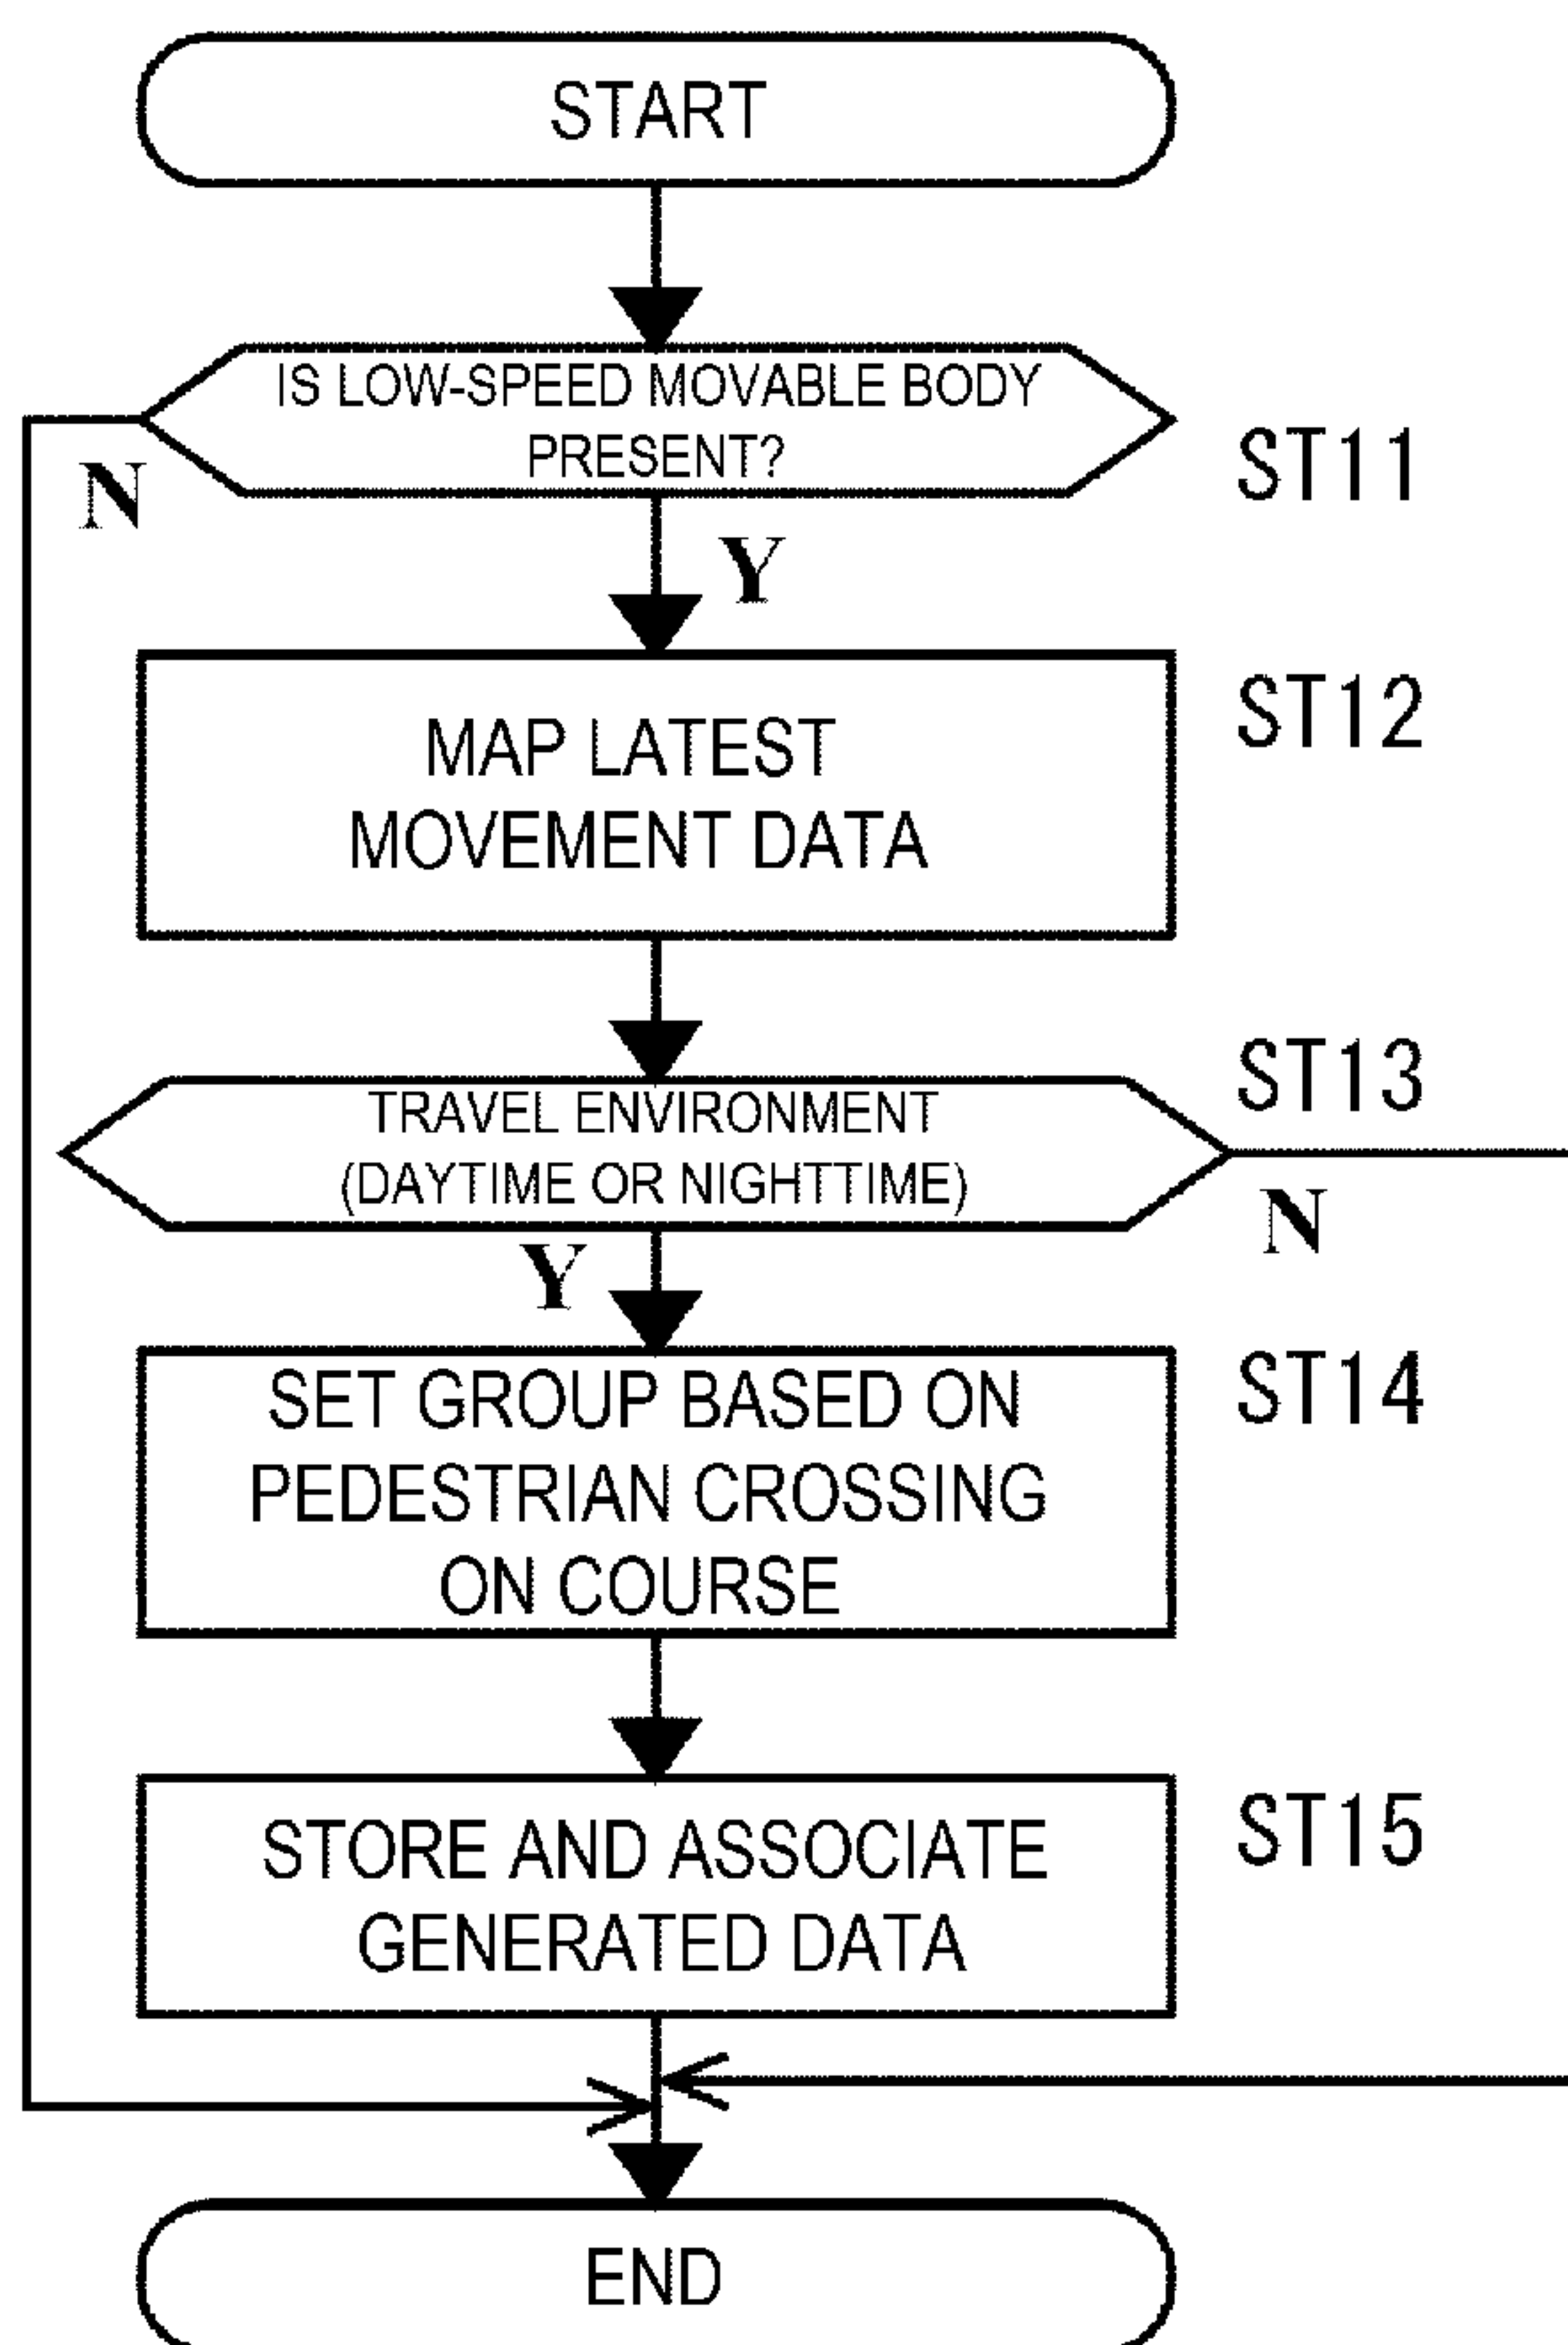 START
IS LOW-SPEED MOVABLE BODY
PRESENT?
ST11
N
Y
MAP LATEST
MOVEMENT DATA
ST12
TRAVEL ENVIRONMENT
(DAYTIME OR NIGHTTIME)
ST13
N
Y
SET GROUP BASED ON
PEDESTRIAN CROSSING
ON COURSE
ST14
STORE AND ASSOCIATE
GENERATED DATA
ST15
END